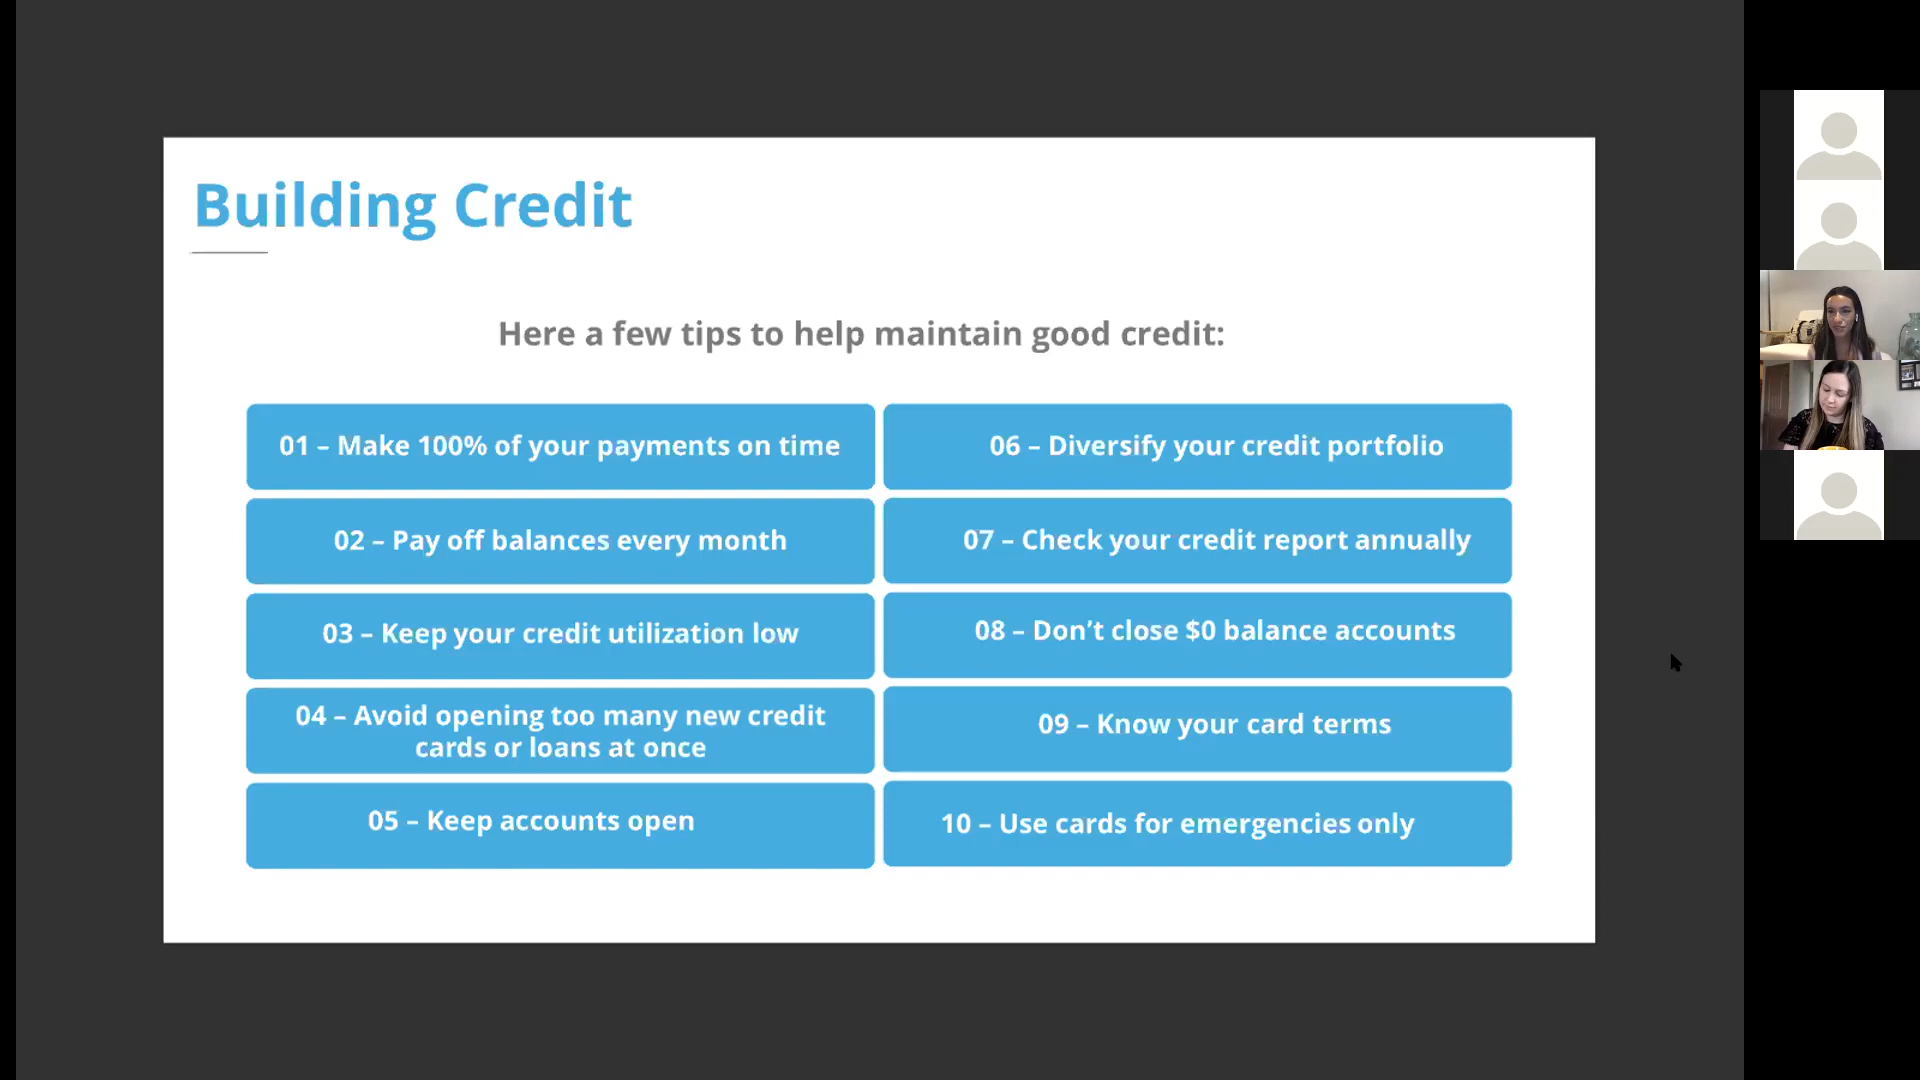 Building Credit
Here a few tips to help maintain good credit:
01 – Make 100% of your payments on time
02 – Pay off balances every month
03 – Keep your credit utilization low
04 – Avoid opening too many new credit
cards or loans at once
05 – Keep accounts open
06 – Diversify your credit portfolio
07 – Check your credit report annually
08 – Don’t close $0 balance accounts
09 – Know your card terms
10 – Use cards for emergencies only